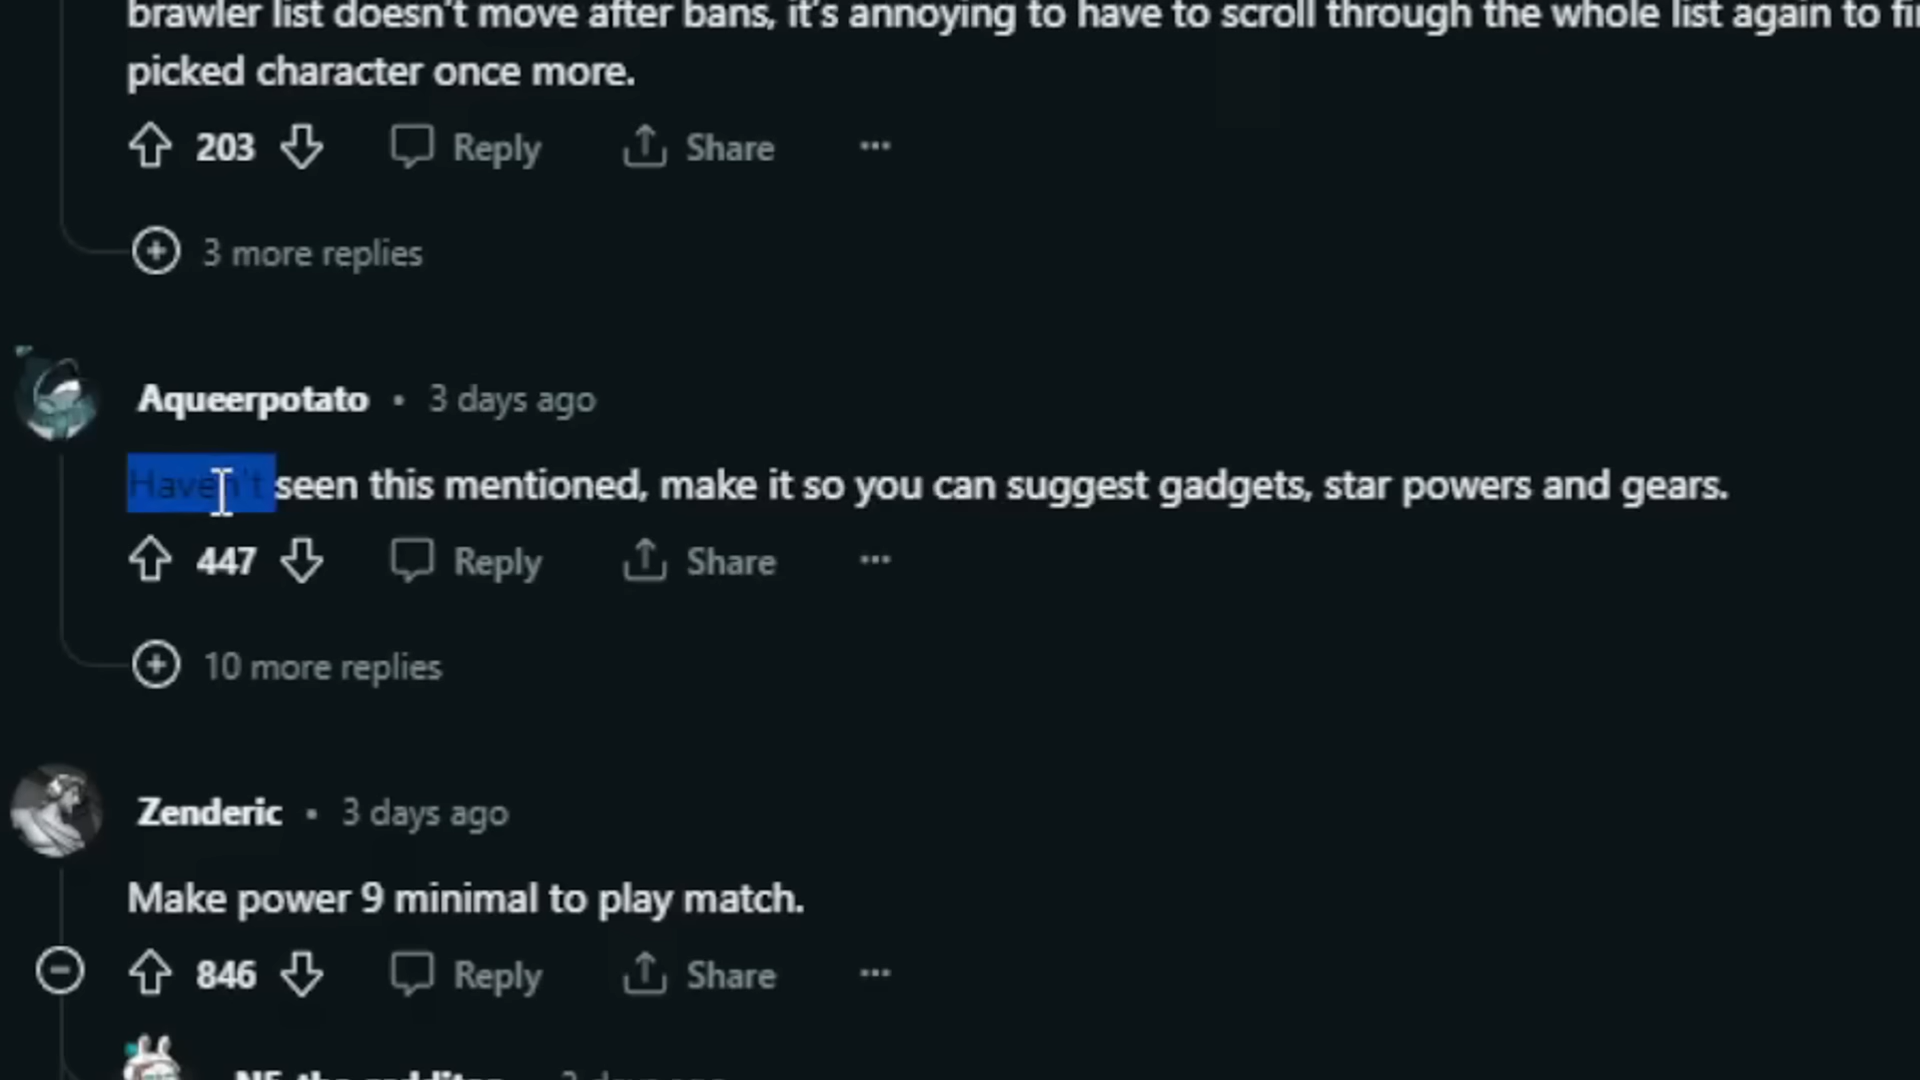 brawler list doesn't move after bans, it's annoying to have to scroll through the whole list again to
picked character once more.
203 Reply Share ...
3 more replies
Aqueerpotato • 3 days ago
Haven't seen this mentioned, make it so you can suggest gadgets, star powers and gears.
447 Reply Share ...
10 more replies
Zenderic • 3 days ago
Make power 9 minimal to play match.
846 Reply Share ...